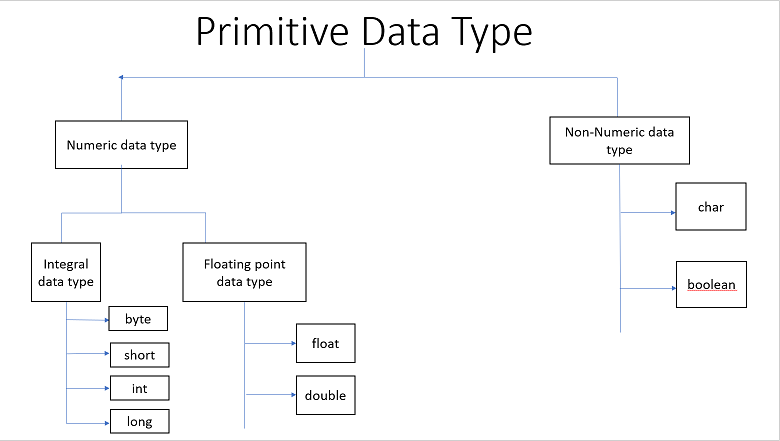 Primitive Data Type
Numeric data type
Non-Numeric data
type
char
boolean
Integral
data type
Floating point
data type
byte
short
int
long
float
double